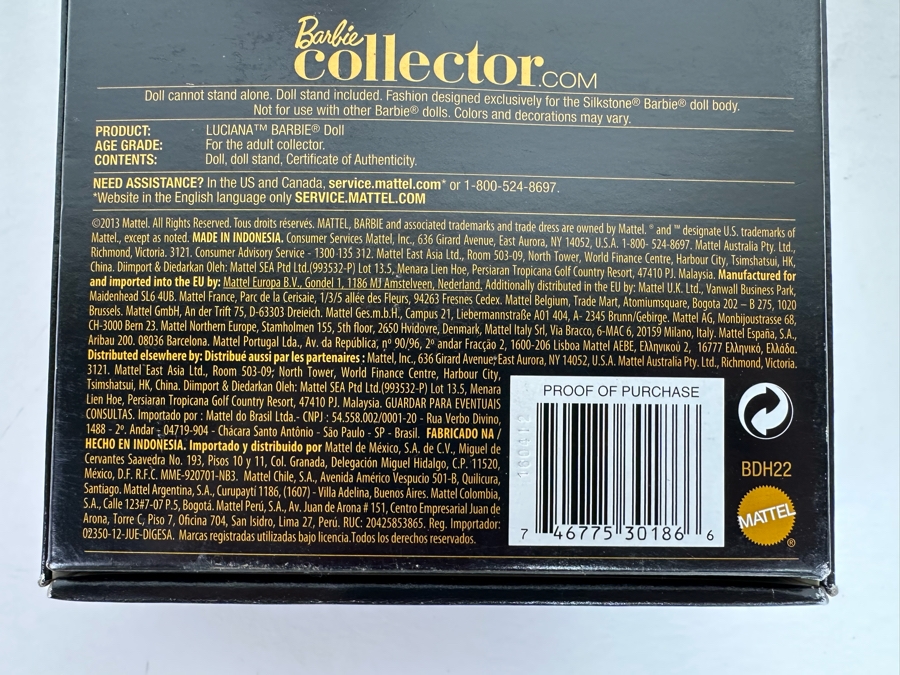 Barbie
collector.COM
Doll cannot stand alone. Doll stand included. Fashion designed exclusively for the Silkstone® Barbie® doll body.
Not for use with other Barbie® dolls. Colors and decorations may vary.
PRODUCT: LUCIANA™ BARBIE® Doll
AGE GRADE: For the adult collector.
CONTENTS: Doll, doll stand, Certificate of Authenticity.
NEED ASSISTANCE? In the US and Canada, service.mattel.com* or 1-800-524-8697.
*Website in the English language only SERVICE.MATTEL.COM
©2013 Mattel. All Rights Reserved. Tous droits réservés. MATTEL, BARBIE and associated trademarks and trade dress are owned by Mattel. ® and ™ designate U.S. trademarks of
Mattel., except as noted. MADE IN INDONESIA. Consumer Services Mattel, Inc., 636 Girard Avenue, East Aurora, NY 14052, U.S.A. 1-800- 524-8697. Mattel Australia Pty. Ltd.,
Richmond, Victoria. 3121. Consumer Advisory Service - 1300 135 312. Mattel East Asia Ltd., Room 503-09, North Tower, World Finance Centre, Harbour City, Tsimshatsui, HK,
China. Diimport & Diedarkan Oleh: Mattel SEA Ptd Ltd.(993532-P) Lot 13.5, Menara Lien Hoe, Persiaran Tropicana Golf Country Resort, 47410 PJ. Malaysia. Manufactured for
and imported into the EU by: Mattel Europa B.V., Gondel 1, 1186 MJ Amstelveen, Nederland. Additionally distributed in the EU by: Mattel U.K. Ltd., Vanwall Business Park,
Maidenhead SL6 4UB. Mattel France, Parc de la Cerisaie, 1/3/5 allée des Fleurs, 94263 Fresnes Cedex. Mattel Belgium, Trade Mart, Atomiumsquare, Bogota 202 – B 275, 1020
Brussels. Mattel GmbH, An der Trift 75, D-63303 Dreieich. Mattel Ges.m.b.H., Campus 21, Liebermannstraße A01 404, A- 2345 Brunn/Gebirge. Mattel AG, Monbijoustrasse 68,
CH-3000 Bern 23. Mattel Northern Europe, Stamholmen 155, 5th floor, 2650 Hvidovre, Denmark, Mattel Italy Srl, Via Bracco, 6-MAC 6, 20159 Milano, Italy. Mattel España, S.A.,
Aribau 200. 08036 Barcelona. Mattel Portugal Lda., Av. da República, nº 90/96, 2º andar Fracção 2, 1600-206 Lisboa Mattel AEBE, Ελληνικού 2, 16777 Ελληνικό, Ελλάδα.
Distributed elsewhere by: Distribué aussi par les partenaires : Mattel, Inc., 636 Girard Avenue, East Aurora, NY 14052, U.S.A. Mattel Australia Pty. Ltd., Richmond, Victoria.
3121. Mattel East Asia Ltd., Room 503-09, North Tower, World Finance Centre, Harbour City,
Tsimshatsui, HK, China. Diimport & Diedarkan Oleh: Mattel SEA Ptd Ltd.(993532-P) Lot 13.5, Menara
Lien Hoe, Persiaran Tropicana Golf Country Resort, 47410 PJ. Malaysia. GUARDAR PARA EVENTUAIS
CONSULTAS. Importado por : Mattel do Brasil Ltda.- CNPJ : 54.558.002/0001-20 - Rua Verbo Divino,
1488 - 2º. Andar - 04719-904 - Chácara Santo Antônio - São Paulo - SP - Brasil. FABRICADO NA /
HECHO EN INDONESIA. Importado y distribuido por Mattel de México, S.A. de C.V., Miguel de
Cervantes Saavedra No. 193, Pisos 10 y 11, Col. Granada, Delegación Miguel Hidalgo, C.P. 11520,
México, D.F. R.F.C. MME-920701-NB3. Mattel Chile, S.A., Avenida Américo Vespucio 501-B, Quilicura,
Santiago. Mattel Argentina, S.A., Curupaytí 1186, (1607) - Villa Adelina, Buenos Aires. Mattel Colombia,
S.A., Calle 123#7-07 P.5, Bogotá. Mattel Perú, S.A., Av. Juan de Arona # 151, Centro Empresarial Juan de
Arona, Torre C, Piso 7, Oficina 704, San Isidro, Lima 27, Perú. RUC: 20425853865. Reg. Importador:
02350-12-JUE-DIGESA. Marcas registradas utilizadas bajo licencia.Todos los derechos reservados.
PROOF OF PURCHASE
7 46775 30186 6
BDH22
MATTEL®